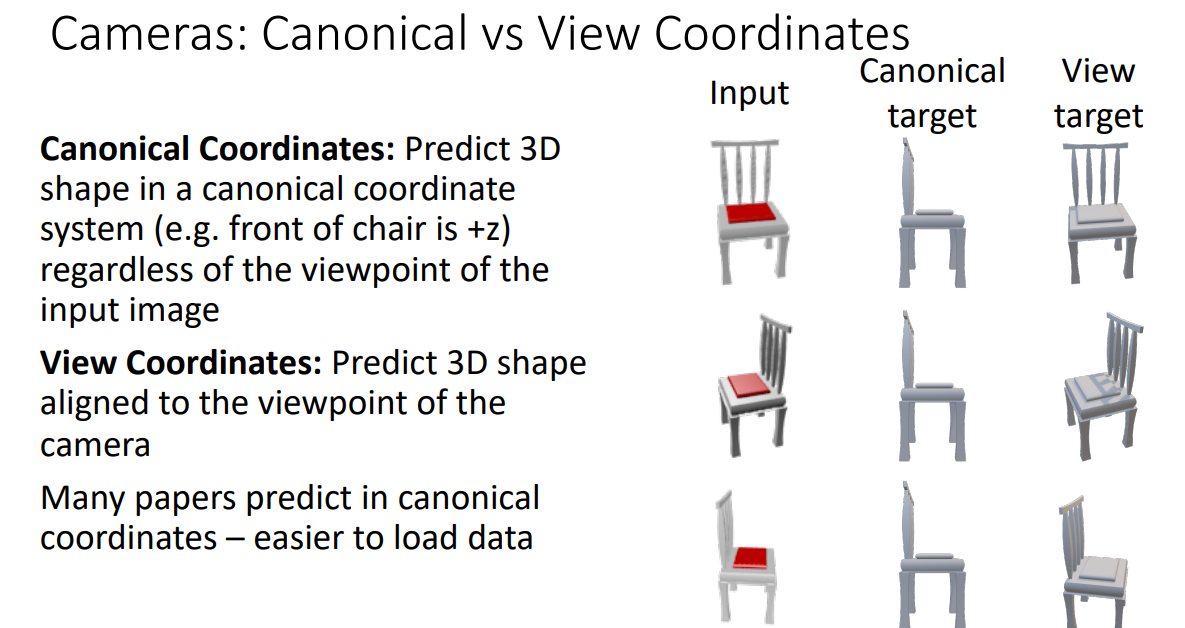 Cameras: Canonical vs View Coordinates
Input
Canonical
target
View
target
Canonical Coordinates: Predict 3D
shape in a canonical coordinate
system (e.g. front of chair is +z)
regardless of the viewpoint of the
input image
View Coordinates: Predict 3D shape
aligned to the viewpoint of the
camera
Many papers predict in canonical
coordinates – easier to load data